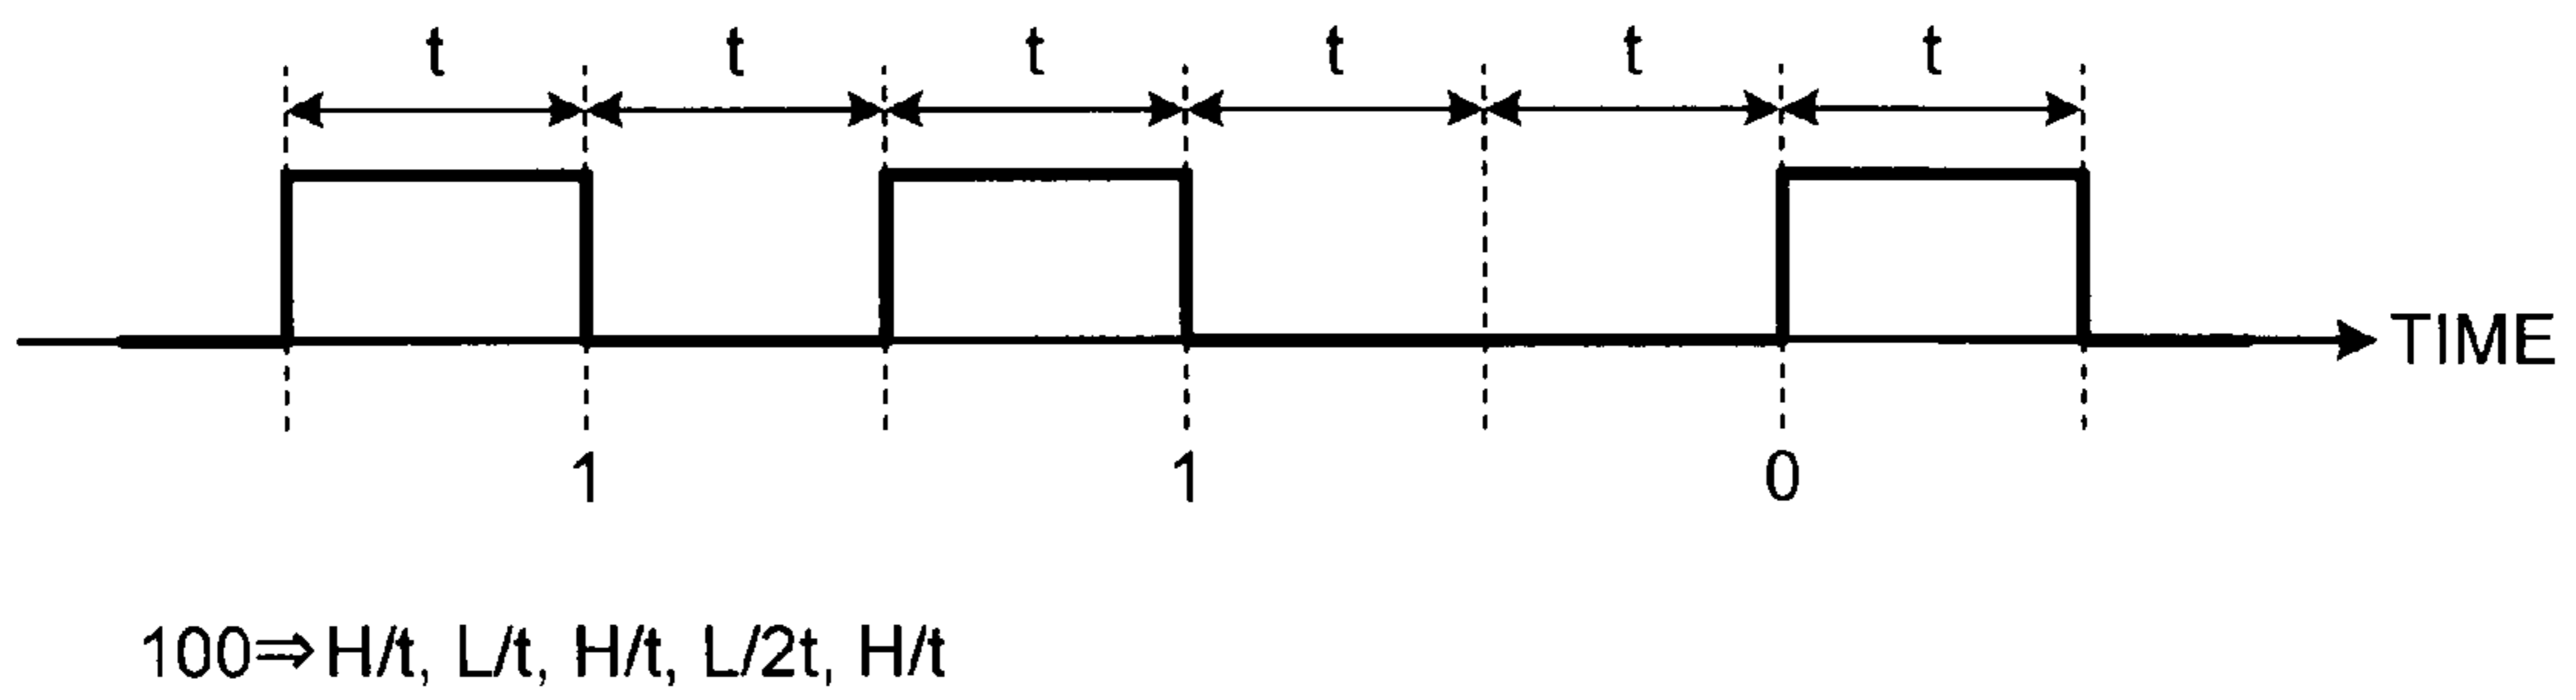 t t t t t t
TIME
1 1 0
100⇒H/t, L/t, H/t, L/2t, H/t